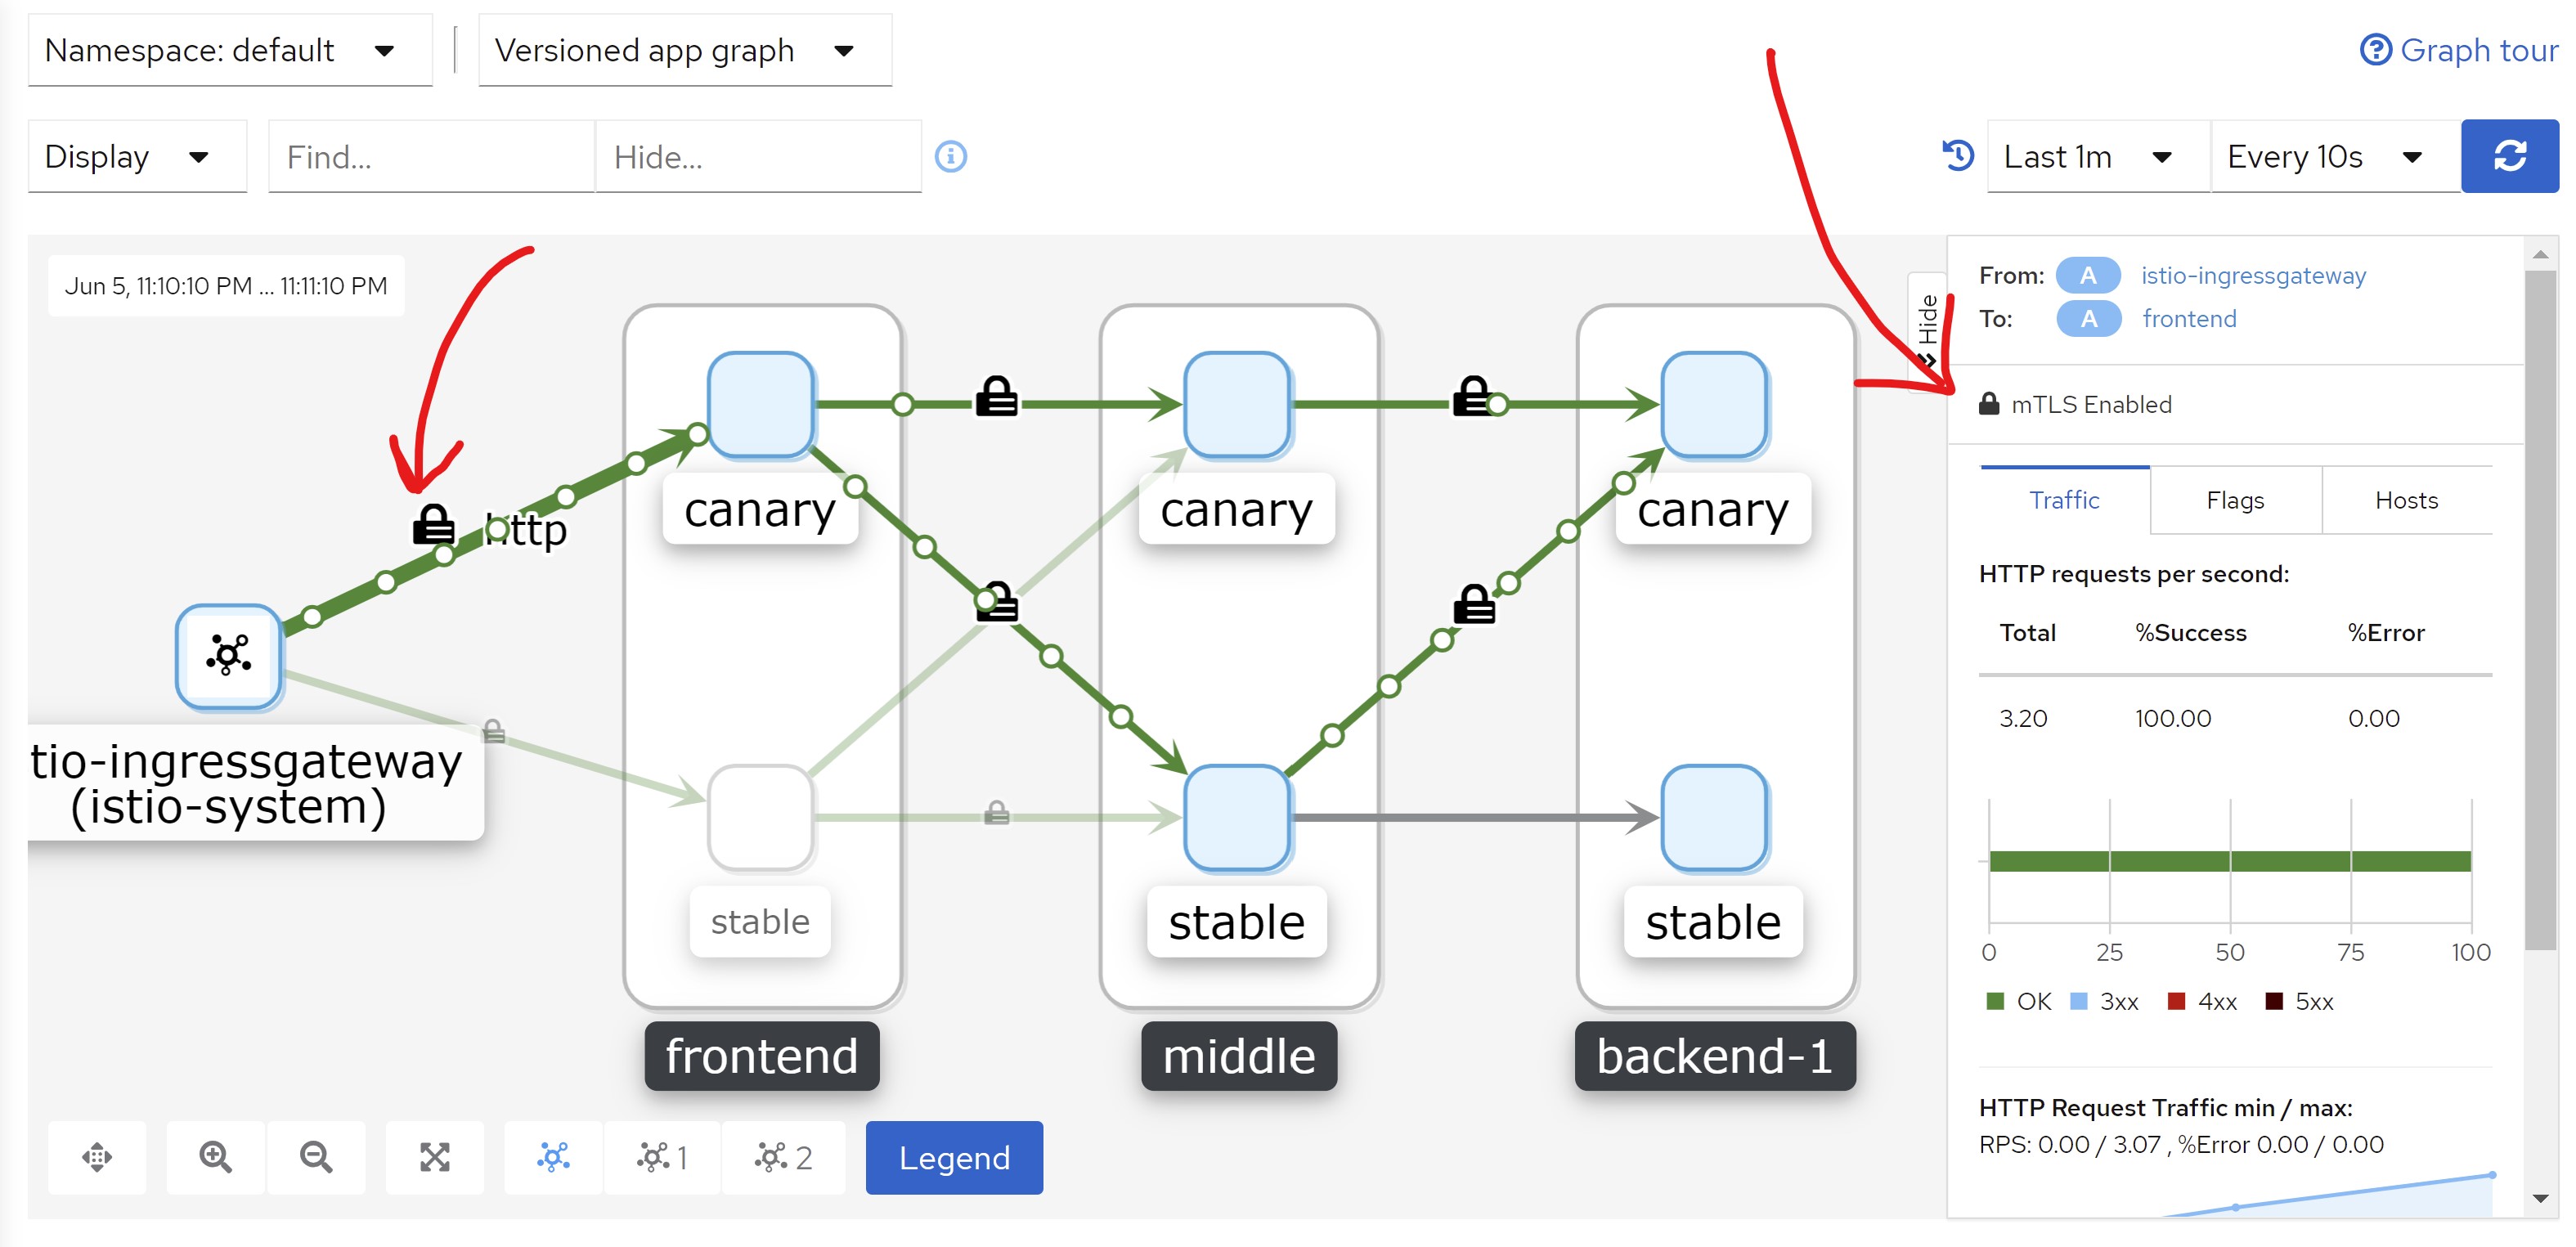 Namespace: default
Versioned app graph
Graph tour
Display
Find...
Hide...
Last 1m
Every 10s
Jun 5, 11:10:10 PM ... 11:11:10 PM
Hide
From: A istio-ingressgateway
To: A frontend
mTLS Enabled
Traffic
Flags
Hosts
HTTP requests per second:
Total %Success %Error
3.20 100.00 0.00
0 25 50 75 100
OK 3xx 4xx 5xx
HTTP Request Traffic min / max:
RPS: 0.00 / 3.07 , %Error 0.00 / 0.00
http
canary
canary
canary
tio-ingressgateway
(istio-system)
stable
stable
stable
frontend
middle
backend-1
1
2
Legend